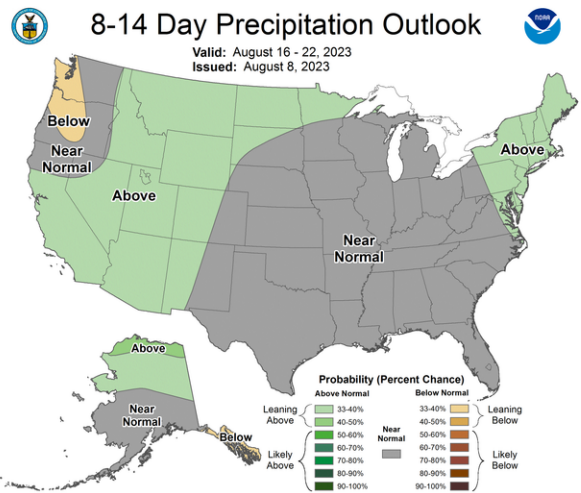 8-14 Day Precipitation Outlook
Valid: August 16 - 22, 2023
Issued: August 8, 2023
NOAA
Below
Near
Normal
Above
Above
Near
Normal
Above
Near
Normal
Below
Probability (Percent Chance)
Above Normal
Below Normal
Leaning
Above
33-40%
40-50%
Likely
Above
50-60%
60-70%
70-80%
80-90%
90-100%
Near
Normal
33-40%
40-50%
Leaning
Below
50-60%
60-70%
70-80%
80-90%
90-100%
Likely
Below